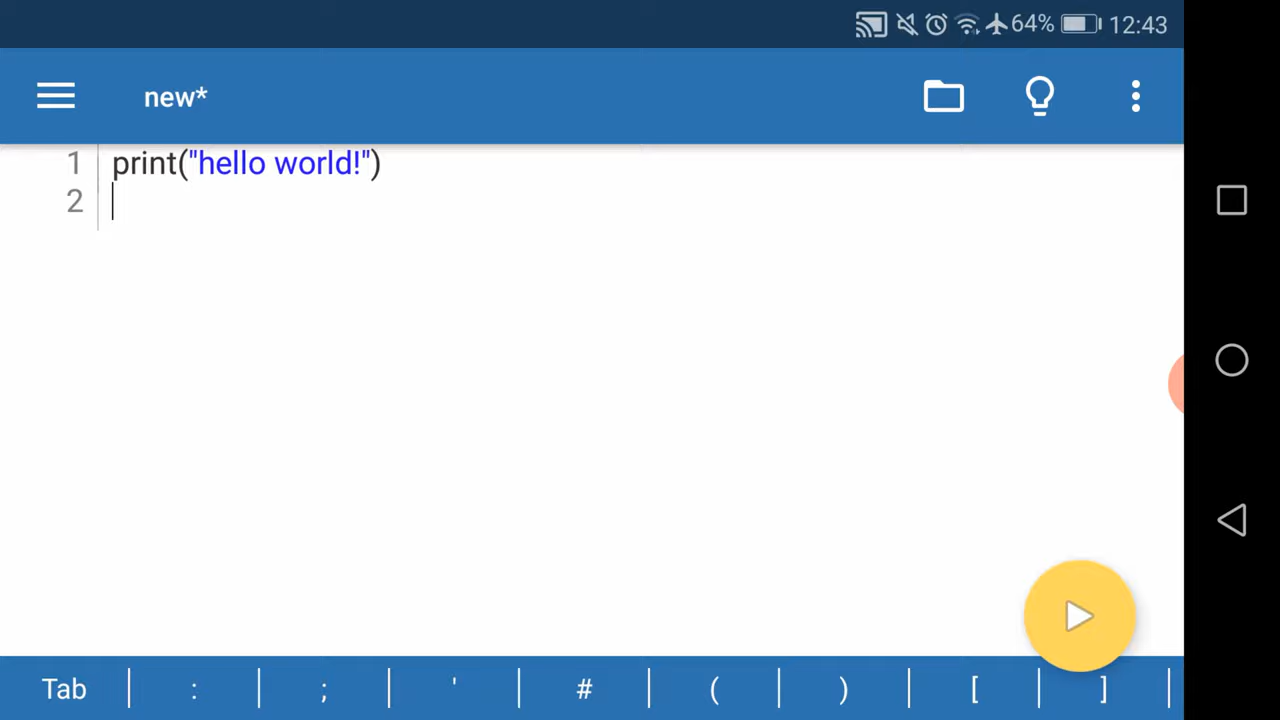 64% 12:43
new*
1 print("hello world!")
2
Tab : ; ' # ( ) [ ]